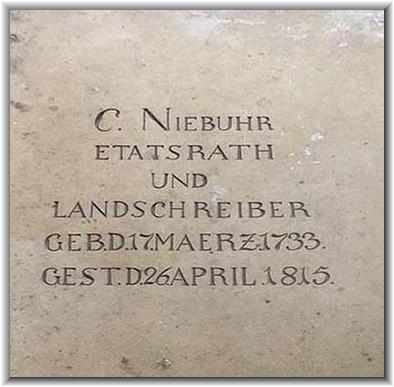 C. NIEBUHR
ETATSRATH
UND
LANDSCHREIBER
GEB.D.17.MAERZ.1733.
GEST.D.26.APRIL.1815.